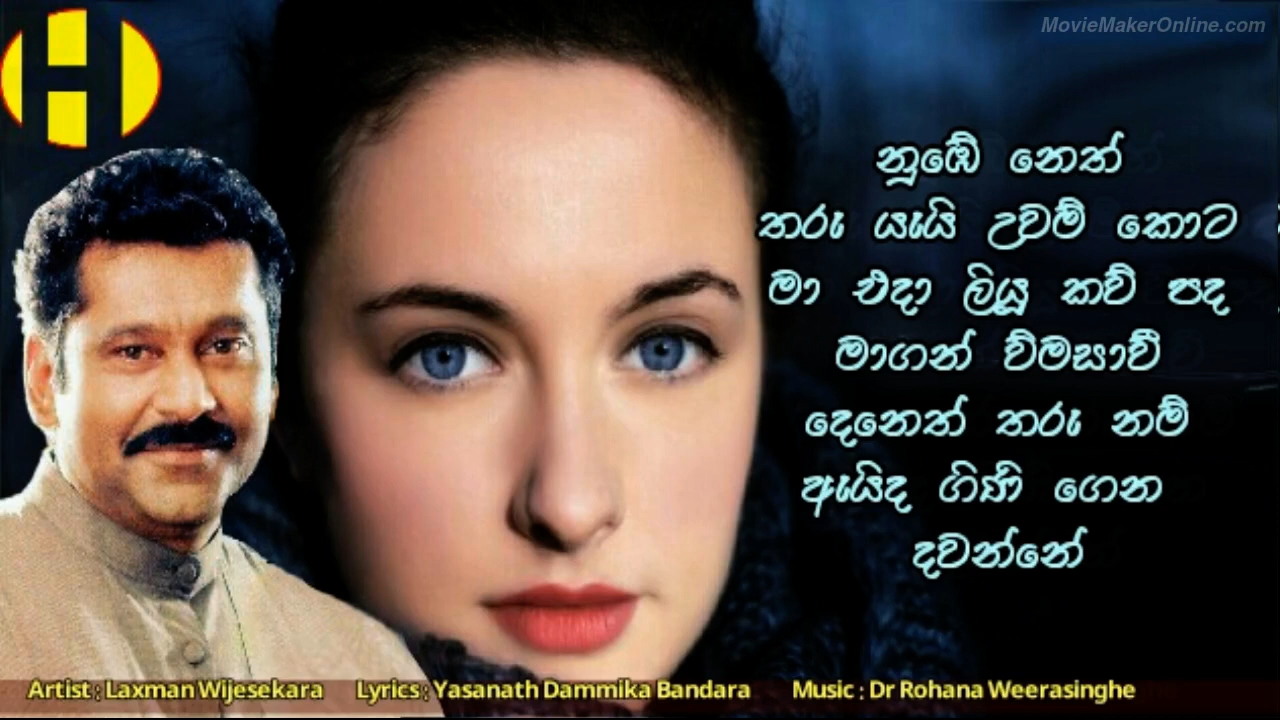 MovieMakerOnline.com
H
නුඹේ නෙත්
තරු යැයි උවම් කොට
මා එදා ලියූ කව් පද
මාගත් විමසාවී
දෙනෙත් තරු නම්
ඇයිද ගිනි ගෙන
දවන්නේ
Artist : Laxman Wijesekara Lyrics : Yasanath Dammika Bandara Music : Dr Rohana Weerasinghe